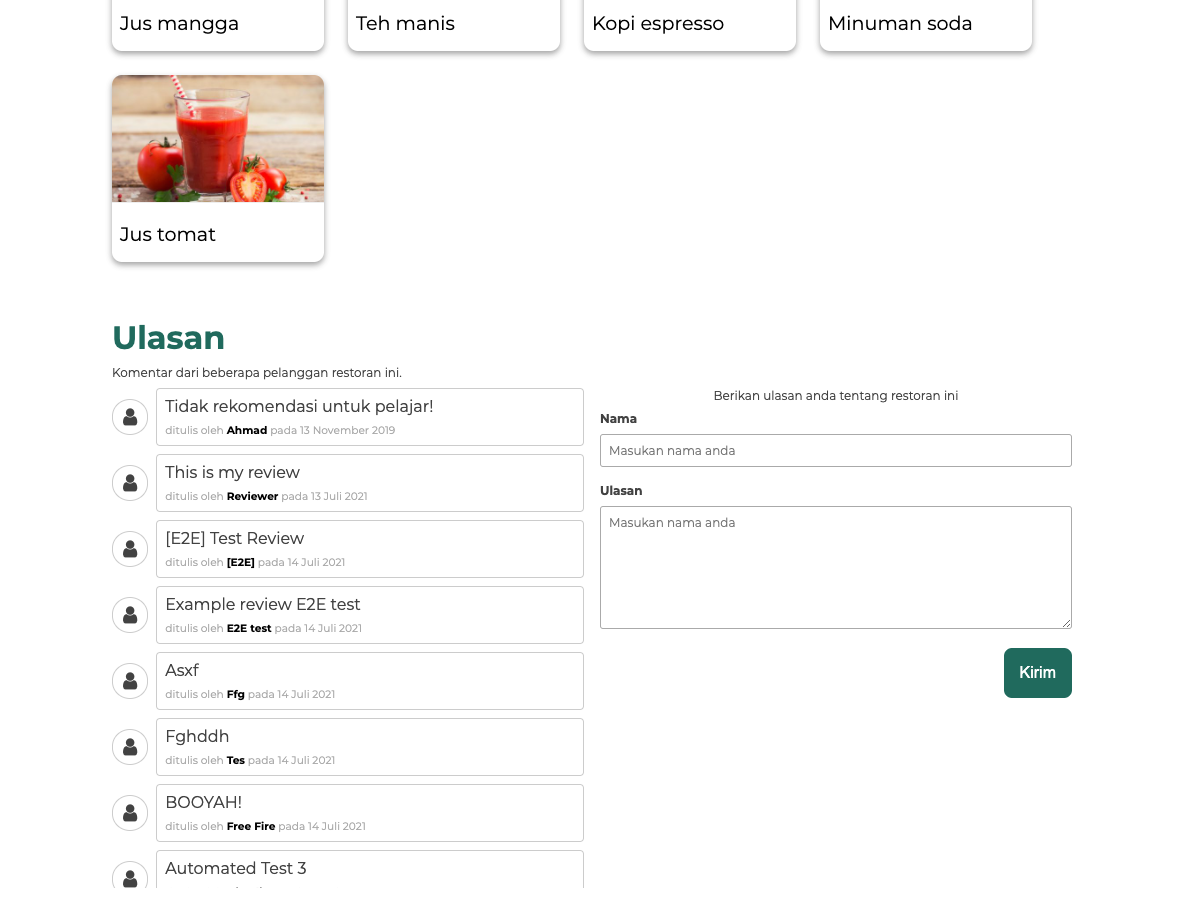 Jus mangga
Teh manis
Kopi espresso
Minuman soda
Jus tomat
Ulasan
Komentar dari beberapa pelanggan restoran ini.
Tidak rekomendasi untuk pelajar!
ditulis oleh Ahmad pada 13 November 2019
This is my review
ditulis oleh Reviewer pada 13 Juli 2021
[E2E] Test Review
ditulis oleh [E2E] pada 14 Juli 2021
Example review E2E test
ditulis oleh E2E test pada 14 Juli 2021
Asxf
ditulis oleh Ffg pada 14 Juli 2021
Fghddh
ditulis oleh Tes pada 14 Juli 2021
BOOYAH!
ditulis oleh Free Fire pada 14 Juli 2021
Automated Test 3
Berikan ulasan anda tentang restoran ini
Nama
Masukan nama anda
Ulasan
Masukan nama anda
Kirim